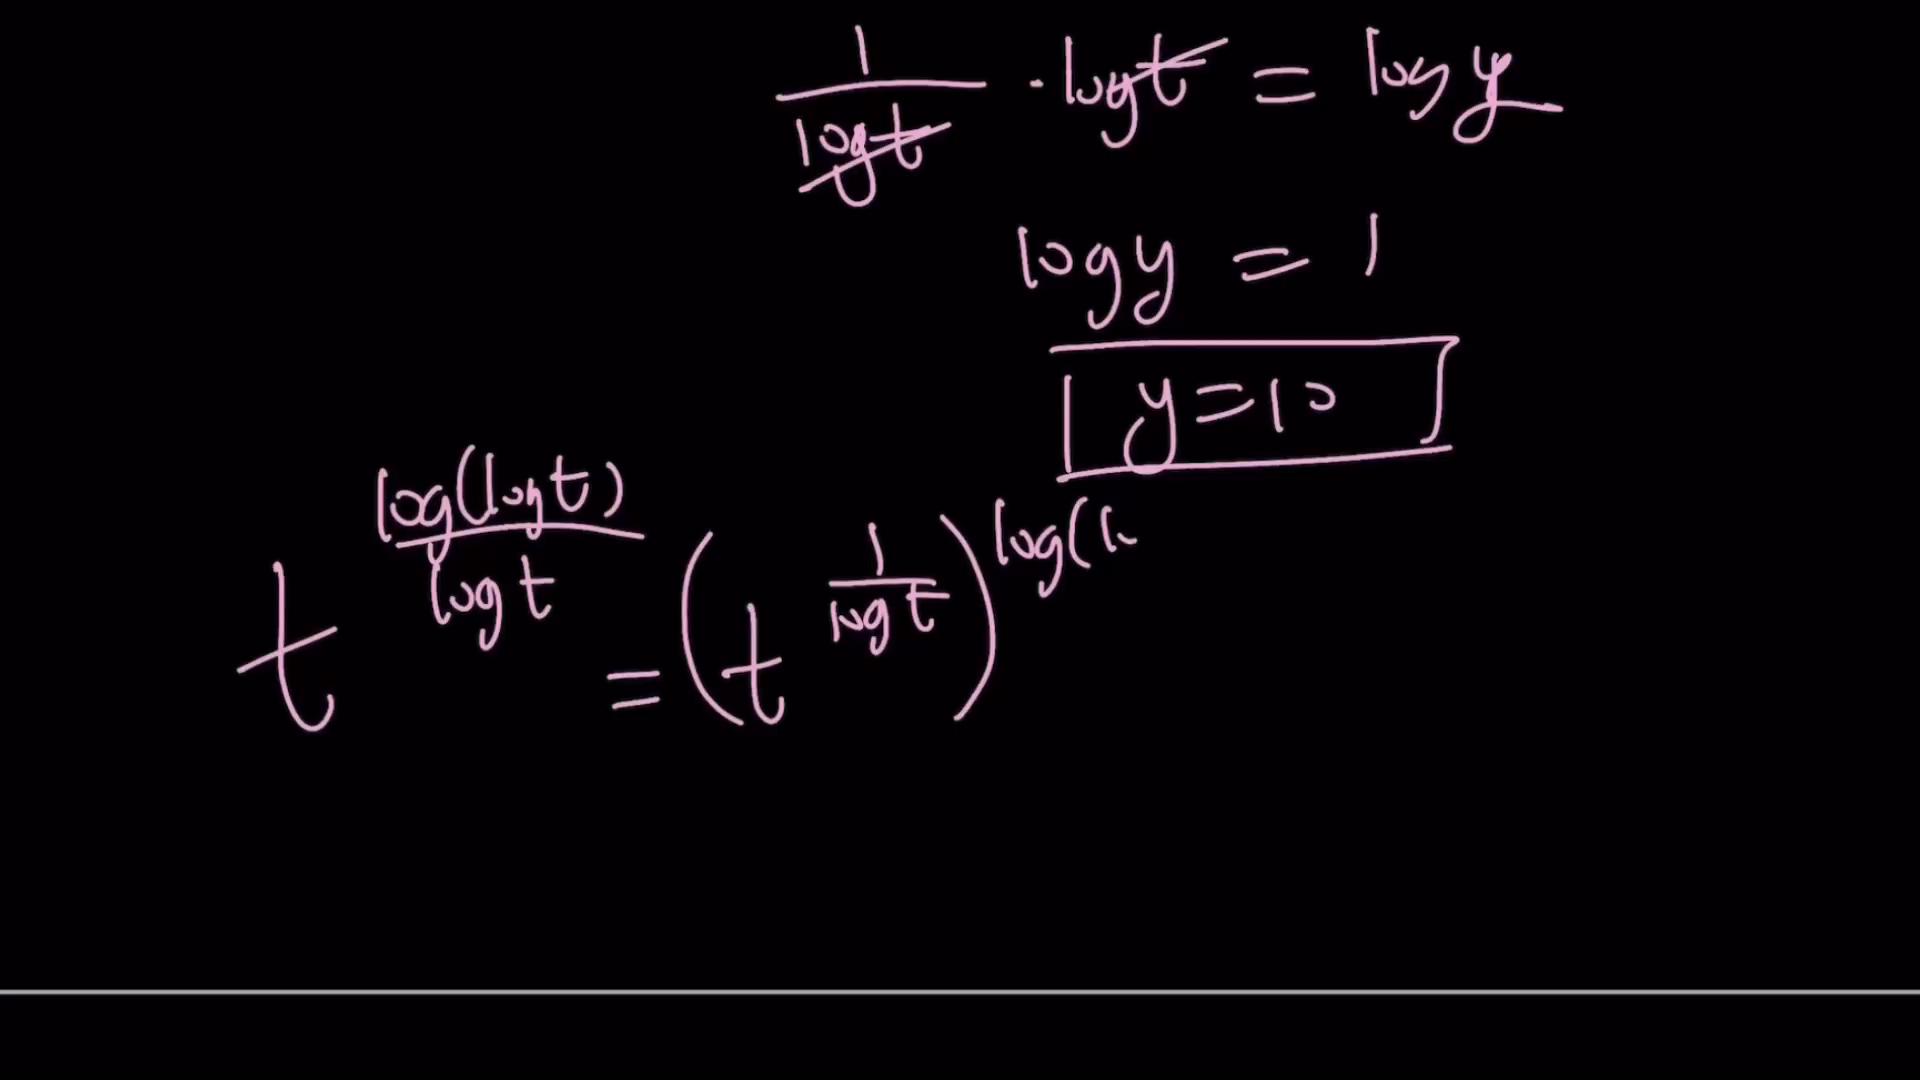 1/log t · log t = log y
log y = 1
y = 10
t^(log(log t)/log t) = (t^(1/log t))^log(l